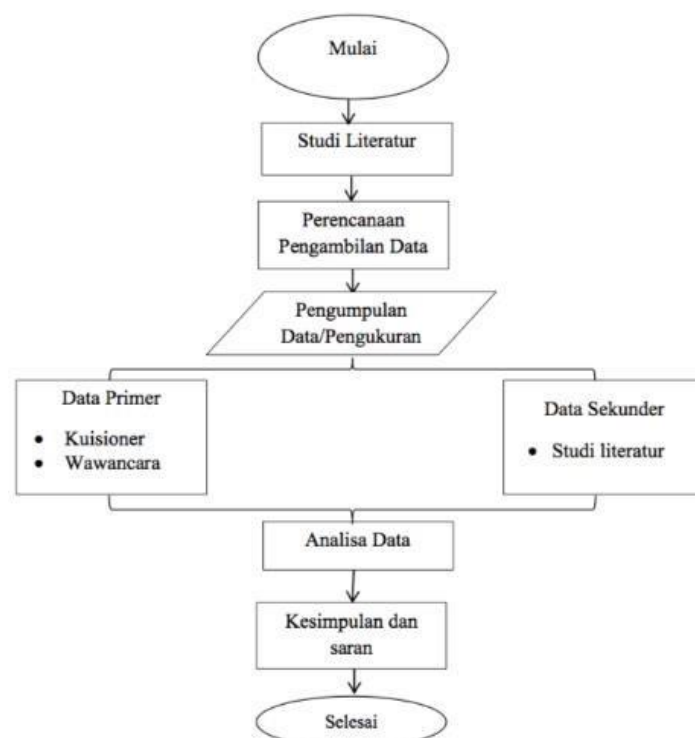 Mulai
Studi Literatur
Perencanaan
Pengambilan Data
Pengumpulan
Data/Pengukuran
Data Primer
• Kuisioner
• Wawancara
Data Sekunder
• Studi literatur
Analisa Data
Kesimpulan dan
saran
Selesai